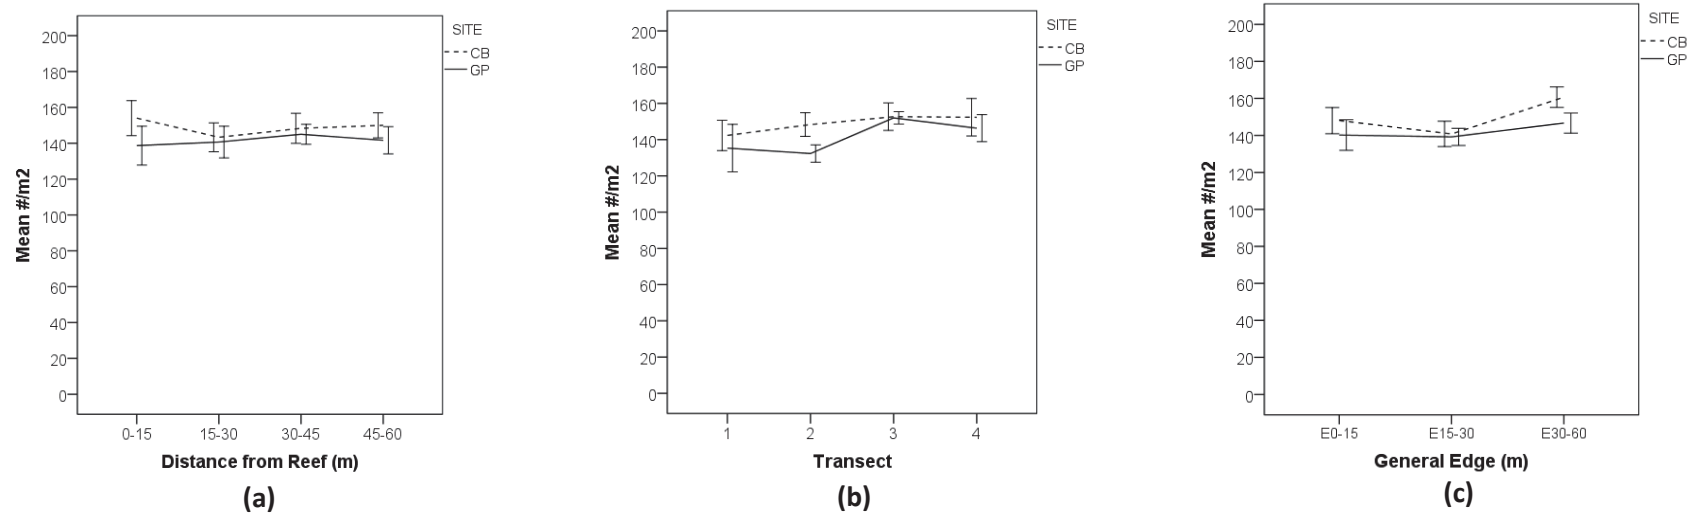 SITE
CB
GP
200
180
160
140
120
100
80
60
40
20
0
Mean #/m2
0-15 15-30 30-45 45-60
Distance from Reef (m)
(a)
SITE
CB
GP
200
180
160
140
120
100
80
60
40
20
0
Mean #/m2
1 2 3 4
Transect
(b)
SITE
CB
GP
200
180
160
140
120
100
80
60
40
20
0
Mean #/m2
E0-15 E15-30 E30-60
General Edge (m)
(c)